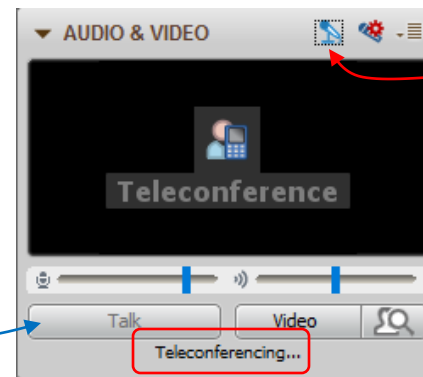 AUDIO & VIDEO
Teleconference
Talk
Video
Teleconferencing...